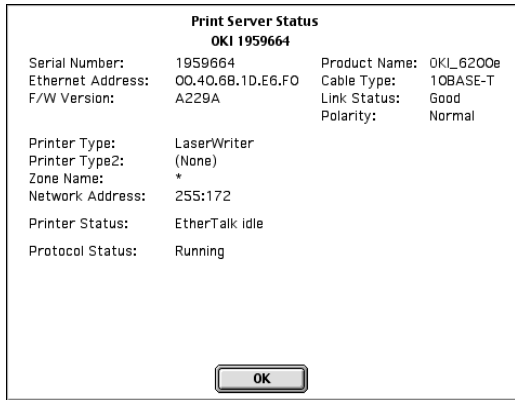 Print Server Status
OKI 1959664
Serial Number: 1959664 Product Name: OKI_6200e
Ethernet Address: 00.40.68.1D.E6.F0 Cable Type: 10BASE-T
F/W Version: A229A Link Status: Good
Polarity: Normal
Printer Type: LaserWriter
Printer Type2: (None)
Zone Name: *
Network Address: 255:172
Printer Status: EtherTalk idle
Protocol Status: Running
OK